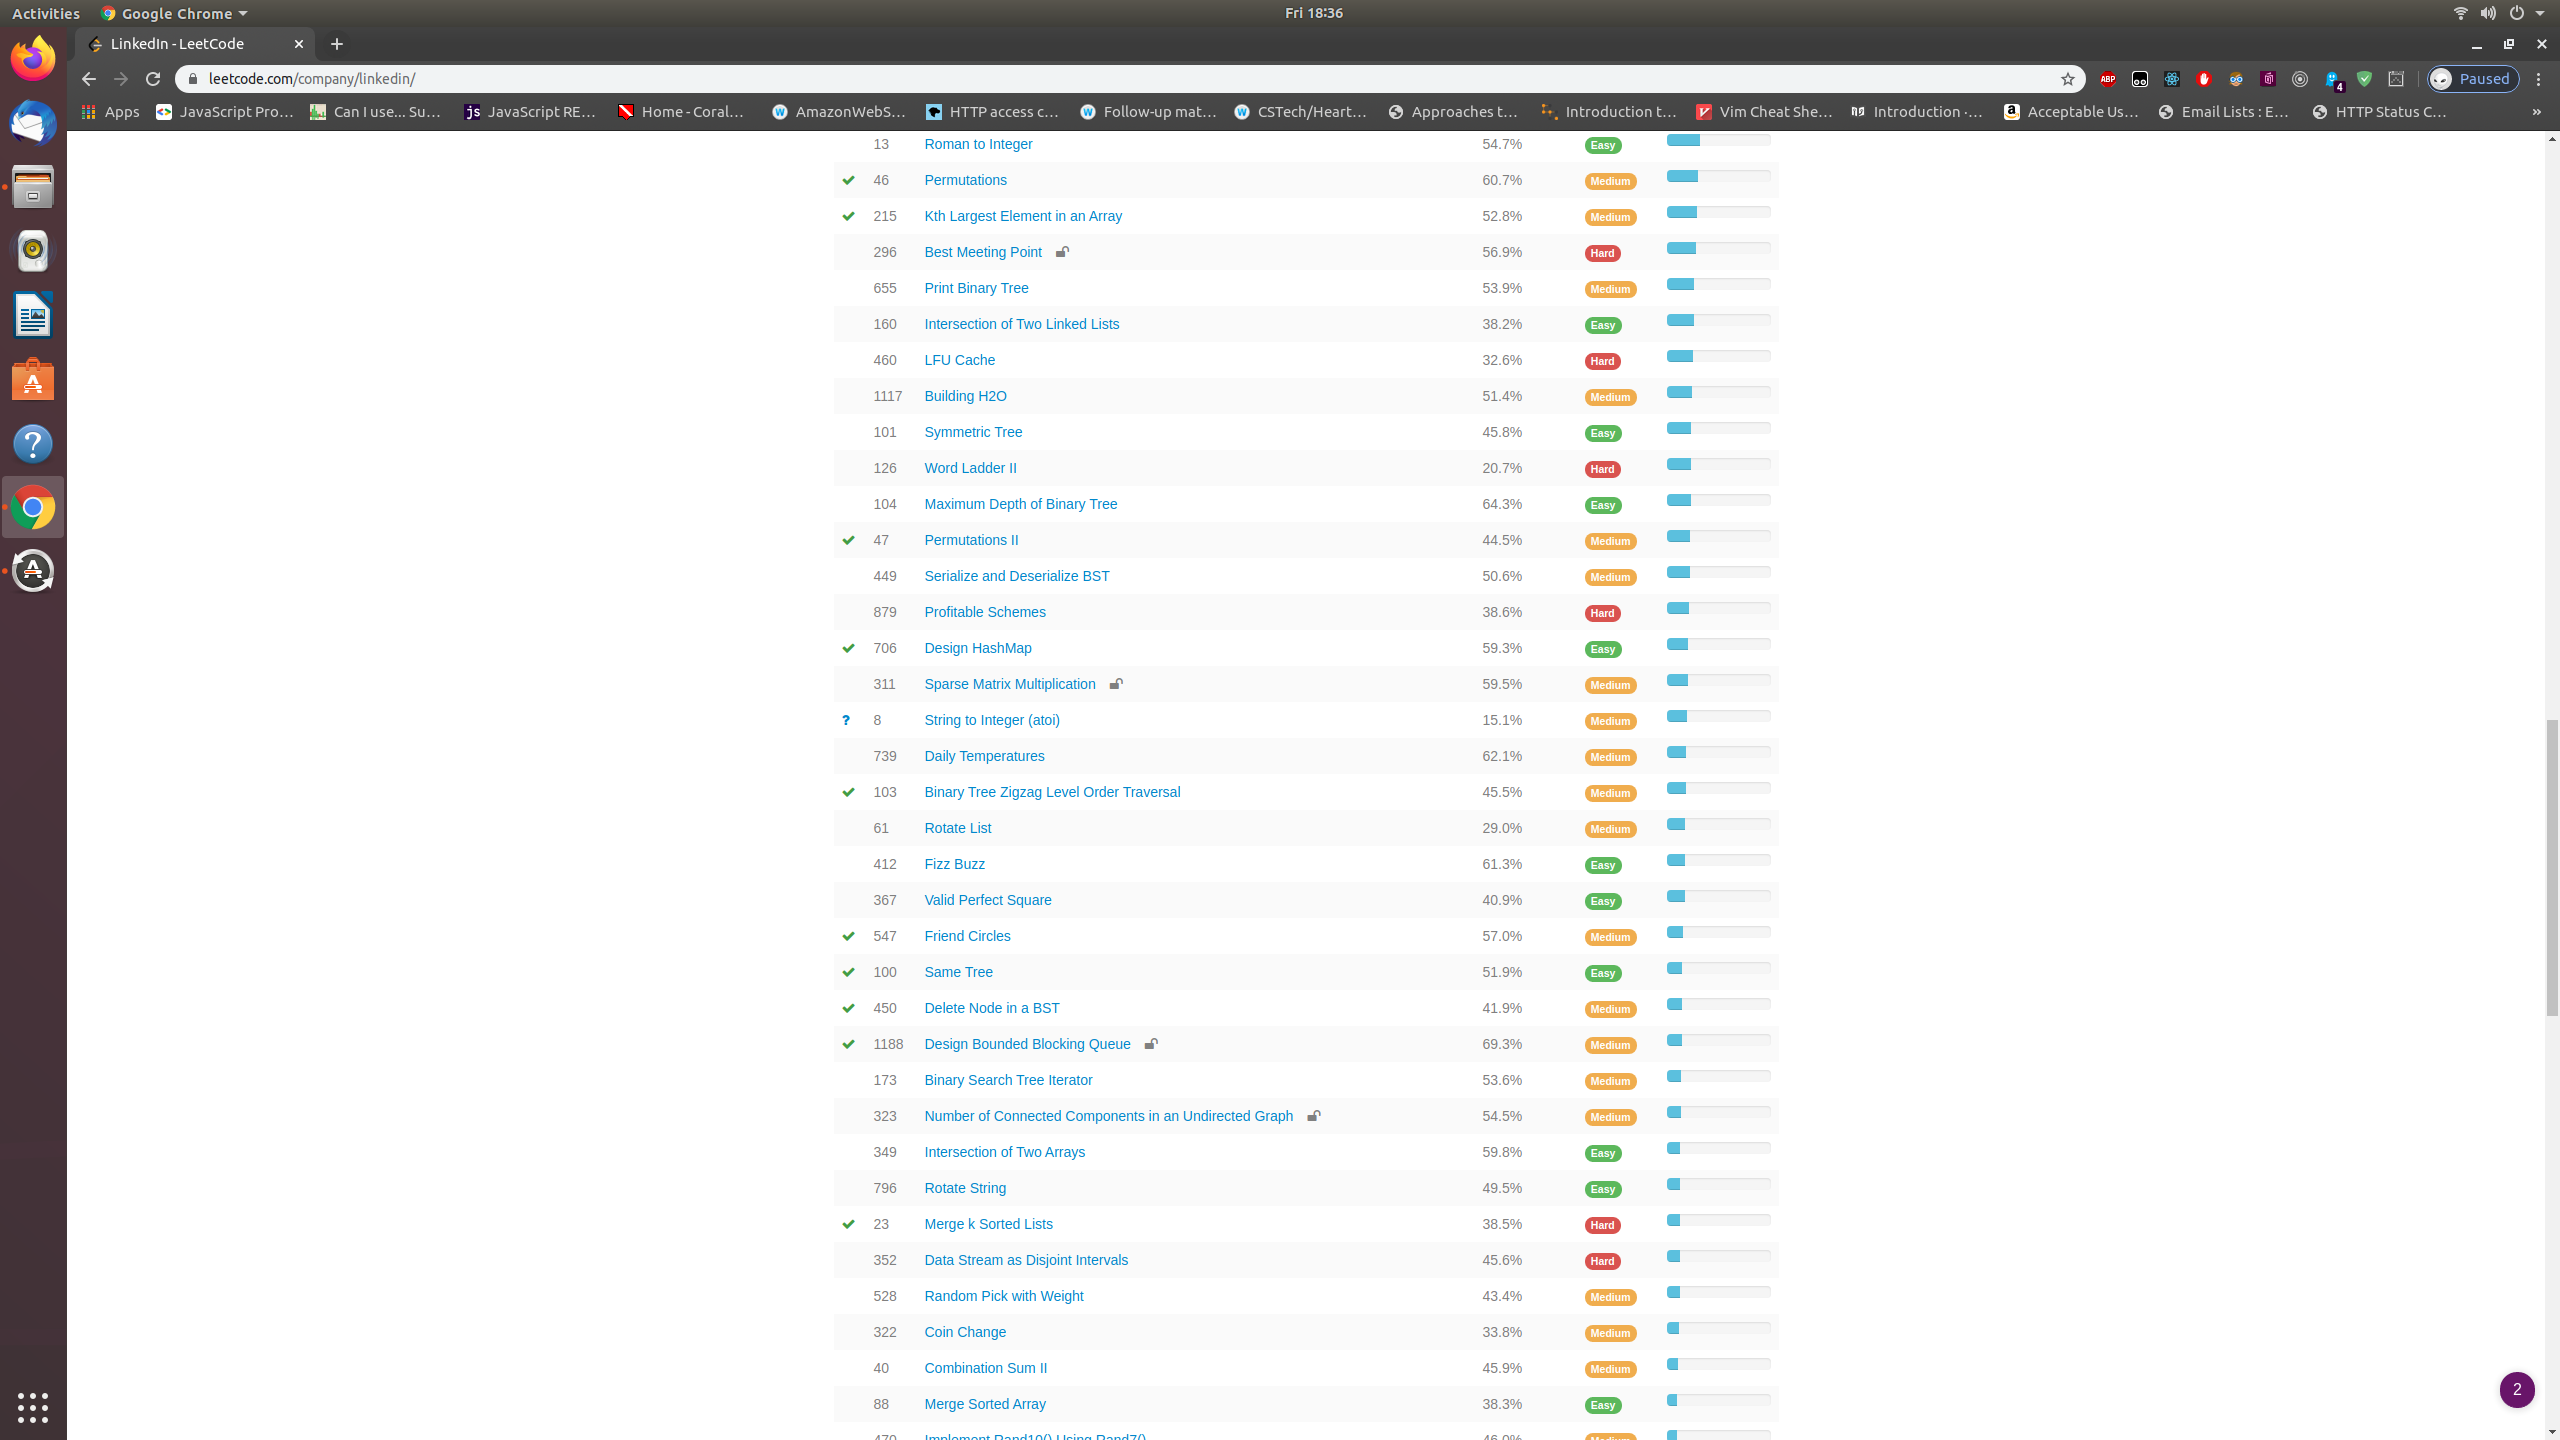 Activities Google Chrome Fri 18:36
LinkedIn - LeetCode
leetcode.com/company/linkedin/ ABP 4 Paused
Apps JavaScript Pro… Can I use... Su… JS JavaScript RE… Home - Coral… AmazonWebS… HTTP access c… Follow-up mat… CSTech/Heart… Approaches t… Introduction t… Vim Cheat She… Introduction ·… Acceptable Us… Email Lists : E… HTTP Status C… »
13 Roman to Integer 54.7% Easy
46 Permutations 60.7% Medium
215 Kth Largest Element in an Array 52.8% Medium
296 Best Meeting Point 56.9% Hard
655 Print Binary Tree 53.9% Medium
160 Intersection of Two Linked Lists 38.2% Easy
460 LFU Cache 32.6% Hard
1117 Building H2O 51.4% Medium
101 Symmetric Tree 45.8% Easy
126 Word Ladder II 20.7% Hard
104 Maximum Depth of Binary Tree 64.3% Easy
47 Permutations II 44.5% Medium
449 Serialize and Deserialize BST 50.6% Medium
879 Profitable Schemes 38.6% Hard
706 Design HashMap 59.3% Easy
311 Sparse Matrix Multiplication 59.5% Medium
? 8 String to Integer (atoi) 15.1% Medium
739 Daily Temperatures 62.1% Medium
103 Binary Tree Zigzag Level Order Traversal 45.5% Medium
61 Rotate List 29.0% Medium
412 Fizz Buzz 61.3% Easy
367 Valid Perfect Square 40.9% Easy
547 Friend Circles 57.0% Medium
100 Same Tree 51.9% Easy
450 Delete Node in a BST 41.9% Medium
1188 Design Bounded Blocking Queue 69.3% Medium
173 Binary Search Tree Iterator 53.6% Medium
323 Number of Connected Components in an Undirected Graph 54.5% Medium
349 Intersection of Two Arrays 59.8% Easy
796 Rotate String 49.5% Easy
23 Merge k Sorted Lists 38.5% Hard
352 Data Stream as Disjoint Intervals 45.6% Hard
528 Random Pick with Weight 43.4% Medium
322 Coin Change 33.8% Medium
40 Combination Sum II 45.9% Medium
2
88 Merge Sorted Array 38.3% Easy
470 Implement Rand10() Using Rand7() 46.0% Medium